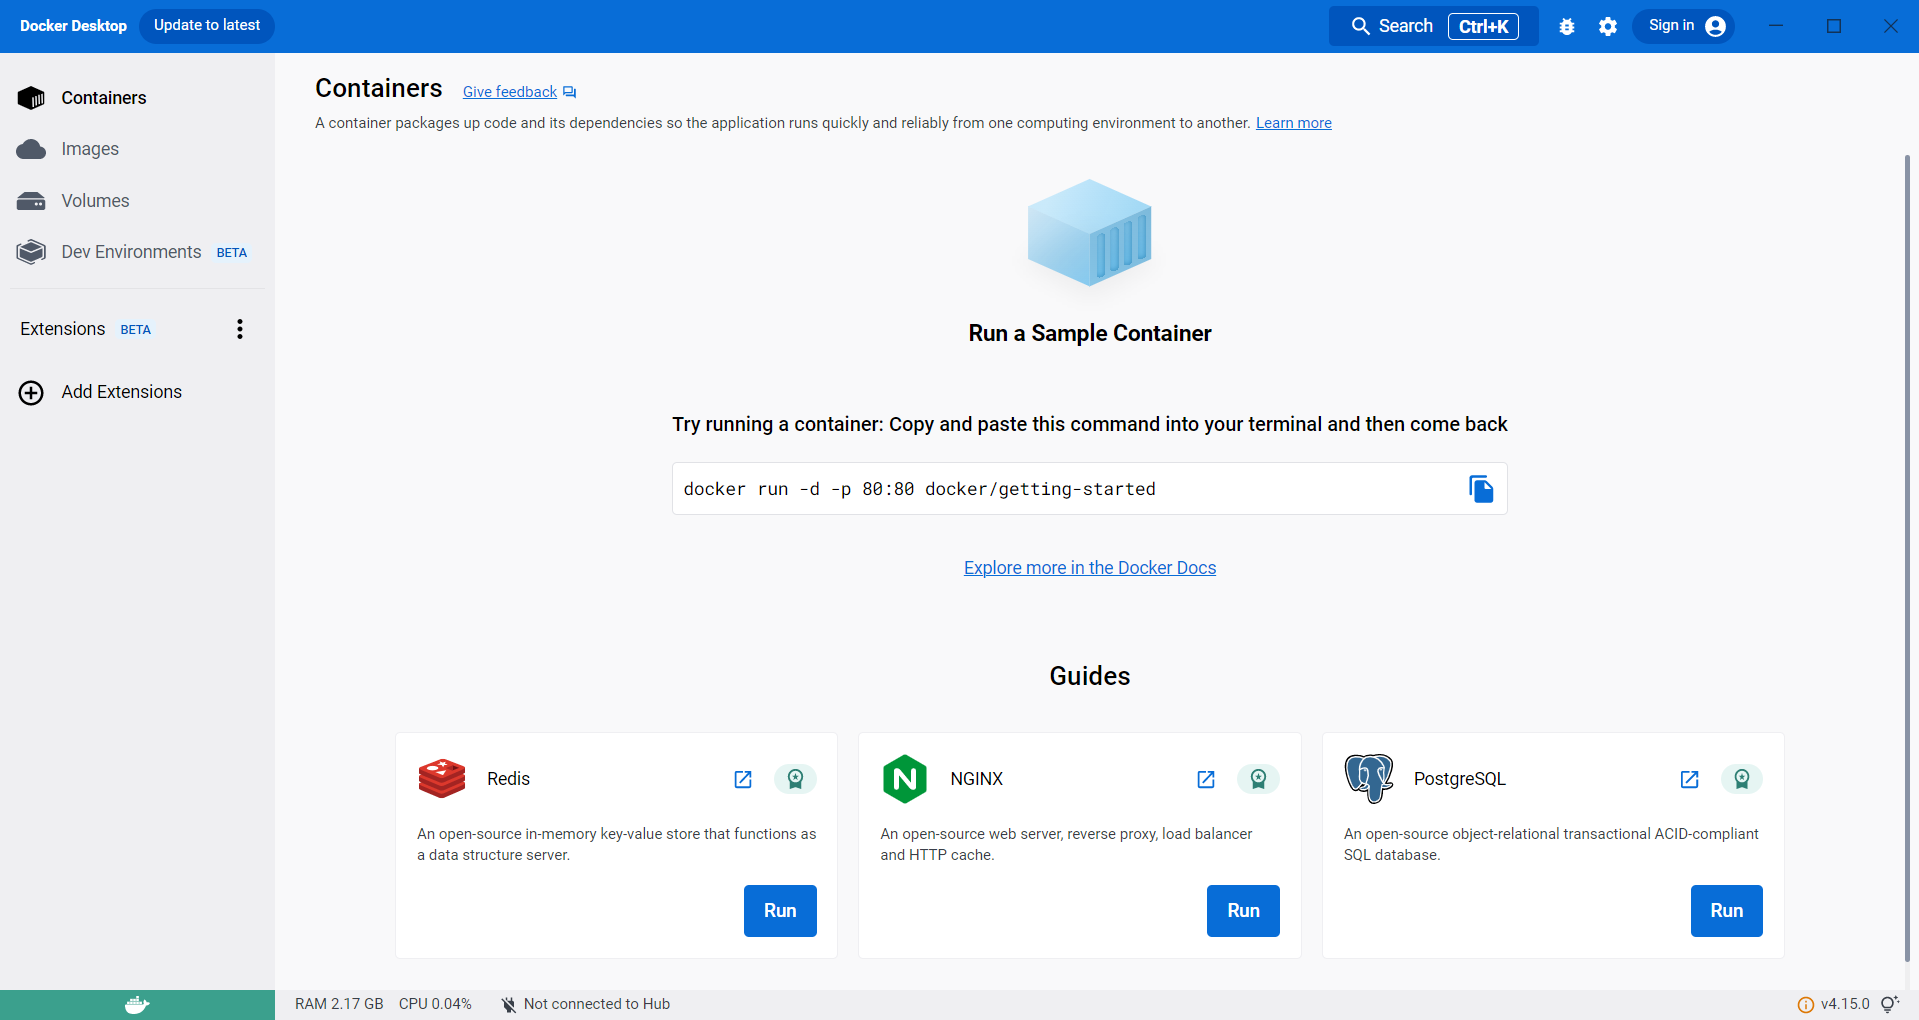 Docker Desktop
Update to latest
Search
Ctrl+K
Sign in
Containers
Images
Volumes
Dev Environments BETA
Extensions BETA
Add Extensions
Containers
Give feedback
A container packages up code and its dependencies so the application runs quickly and reliably from one computing environment to another. Learn more
Run a Sample Container
Try running a container: Copy and paste this command into your terminal and then come back
docker run -d -p 80:80 docker/getting-started
Explore more in the Docker Docs
Guides
Redis
An open-source in-memory key-value store that functions as
a data structure server.
Run
N
NGINX
An open-source web server, reverse proxy, load balancer
and HTTP cache.
Run
PostgreSQL
An open-source object-relational transactional ACID-compliant
SQL database.
Run
RAM 2.17 GB
CPU 0.04%
Not connected to Hub
v4.15.0